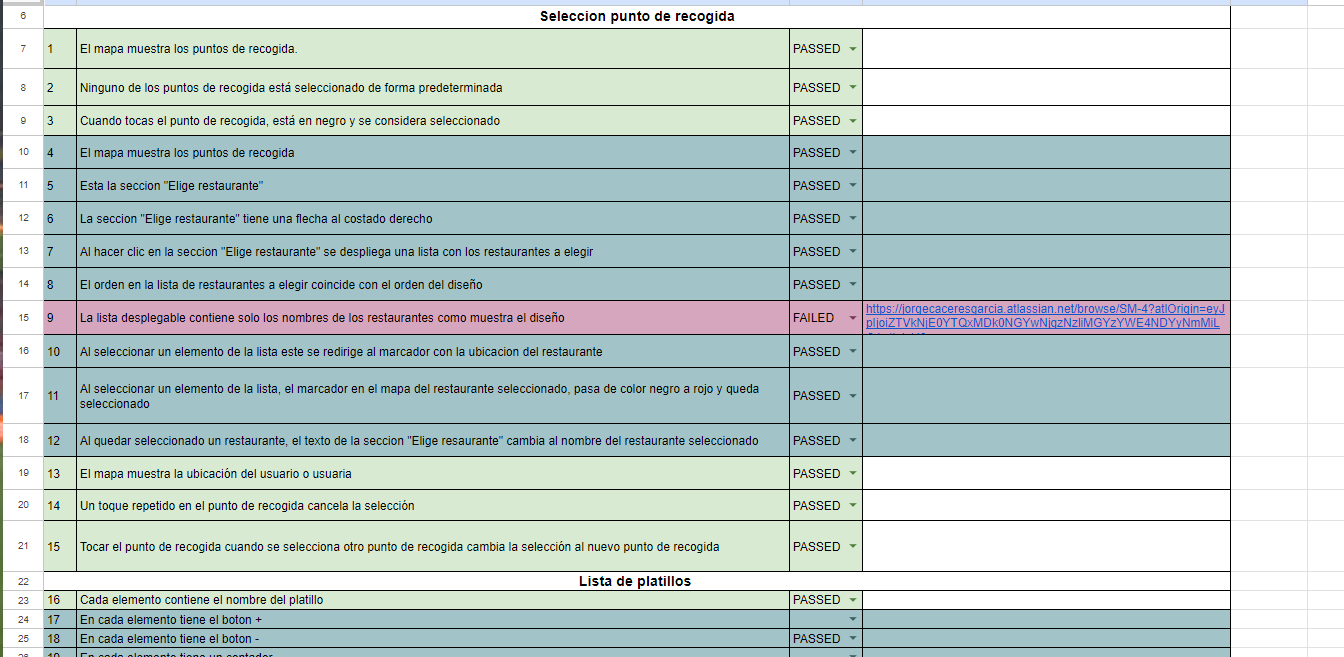 6 Seleccion punto de recogida
7 1 El mapa muestra los puntos de recogida. PASSED
8 2 Ninguno de los puntos de recogida está seleccionado de forma predeterminada PASSED
9 3 Cuando tocas el punto de recogida, está en negro y se considera seleccionado PASSED
10 4 El mapa muestra los puntos de recogida PASSED
11 5 Esta la seccion "Elige restaurante" PASSED
12 6 La seccion "Elige restaurante" tiene una flecha al costado derecho PASSED
13 7 Al hacer clic en la seccion "Elige restaurante" se despliega una lista con los restaurantes a elegir PASSED
14 8 El orden en la lista de restaurantes a elegir coincide con el orden del diseño PASSED
15 9 La lista desplegable contiene solo los nombres de los restaurantes como muestra el diseño FAILED https://jorgecaceresgarcia.atlassian.net/browse/SM-4?atlOrigin=eyJ
16 10 Al seleccionar un elemento de la lista este se redirige al marcador con la ubicacion del restaurante PASSED
17 11 Al seleccionar un elemento de la lista, el marcador en el mapa del restaurante seleccionado, pasa de color negro a rojo y queda
seleccionado PASSED
18 12 Al quedar seleccionado un restaurante, el texto de la seccion "Elige resaurante" cambia al nombre del restaurante seleccionado PASSED
19 13 El mapa muestra la ubicación del usuario o usuaria PASSED
20 14 Un toque repetido en el punto de recogida cancela la selección PASSED
21 15 Tocar el punto de recogida cuando se selecciona otro punto de recogida cambia la selección al nuevo punto de recogida PASSED
22 Lista de platillos
23 16 Cada elemento contiene el nombre del platillo PASSED
24 17 En cada elemento tiene el boton +
25 18 En cada elemento tiene el boton - PASSED
19 En cada elemento tiene un contador